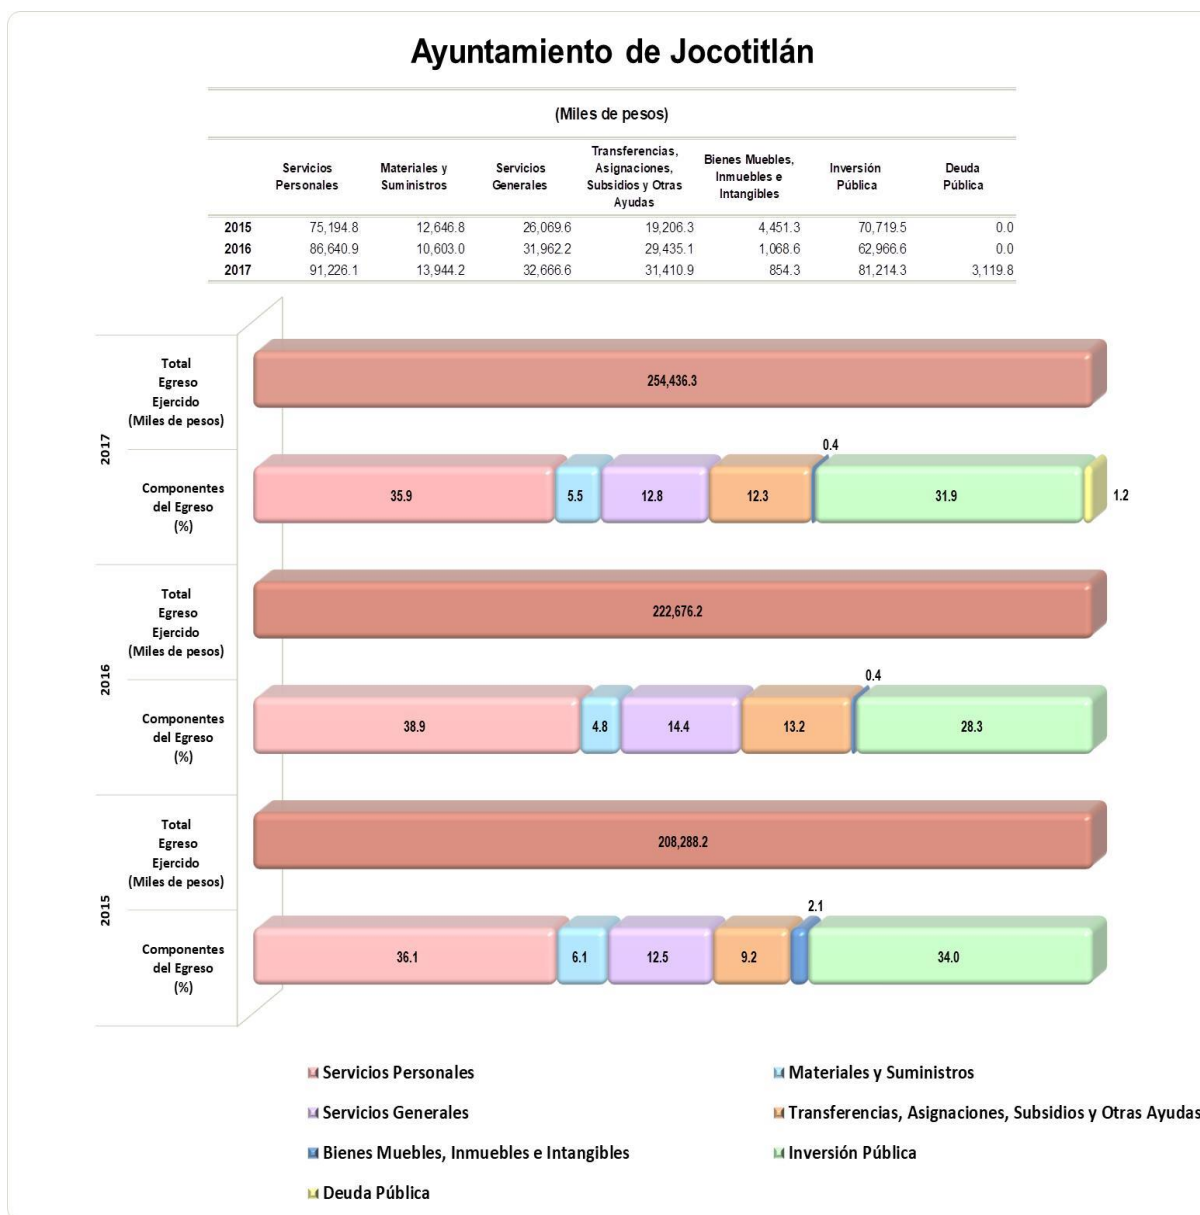 Ayuntamiento de Jocotitlán
(Miles de pesos)
Servicios Personales
Materiales y Suministros
Servicios Generales
Transferencias, Asignaciones, Subsidios y Otras Ayudas
Bienes Muebles, Inmuebles e Intangibles
Inversión Pública
Deuda Pública
2015 75,194.8 12,646.8 26,069.6 19,206.3 4,451.3 70,719.5 0.0
2016 86,640.9 10,603.0 31,962.2 29,435.1 1,068.6 62,966.6 0.0
2017 91,226.1 13,944.2 32,666.6 31,410.9 854.3 81,214.3 3,119.8
2017
Total
Egreso
Ejercido
(Miles de pesos)
254,436.3
Componentes
del Egreso
(%)
35.9 5.5 12.8 12.3 0.4 31.9 1.2
2016
Total
Egreso
Ejercido
(Miles de pesos)
222,676.2
Componentes
del Egreso
(%)
38.9 4.8 14.4 13.2 0.4 28.3
2015
Total
Egreso
Ejercido
(Miles de pesos)
208,288.2
Componentes
del Egreso
(%)
36.1 6.1 12.5 9.2 2.1 34.0
Servicios Personales
Materiales y Suministros
Servicios Generales
Transferencias, Asignaciones, Subsidios y Otras Ayudas
Bienes Muebles, Inmuebles e Intangibles
Inversión Pública
Deuda Pública